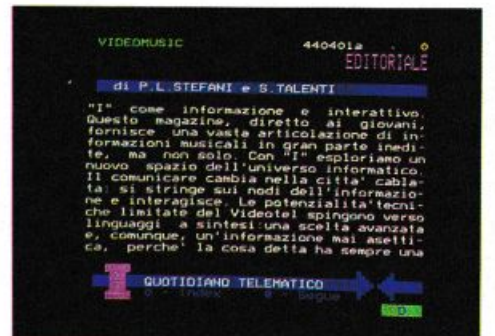 VIDEOMUSIC 440401a 0
EDITORIALE
di P.L.STEFANI e S.TALENTI
"I" come informazione e interattivo.
Questo magazine, diretto ai giovani,
fornisce una vasta articolazione di in-
formazioni musicali in gran parte inedi-
te, ma non solo. Con "I" esploriamo un
nuovo spazio dell'universo informatico.
Il comunicare cambia nella citta' cabla-
ta: si stringe sui nodi dell'informazio-
ne e interagisce. Le potenzialita'tecni-
che limitate del Videotel spingono verso
linguaggi a sintesi:una scelta avanzata
e, comunque, un'informazione mai asetti-
ca, perche' la cosa detta ha sempre una
I QUOTIDIANO TELEMATICO
0 - Index # - Segue